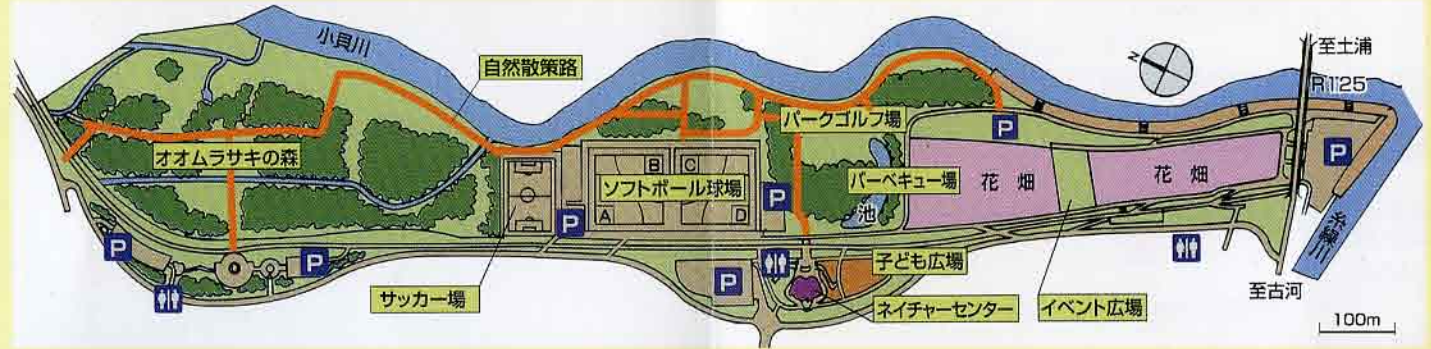 小貝川
自然散策路
至土浦
R125
N
パークゴルフ場
P
P
オオムラサキの森
B
C
ソフトボール球場
A
D
バーベキュー場
花畑
花畑
P
P
池
糸繰川
P
P
P
子ども広場
サッカー場
ネイチャーセンター
イベント広場
至古河
100m